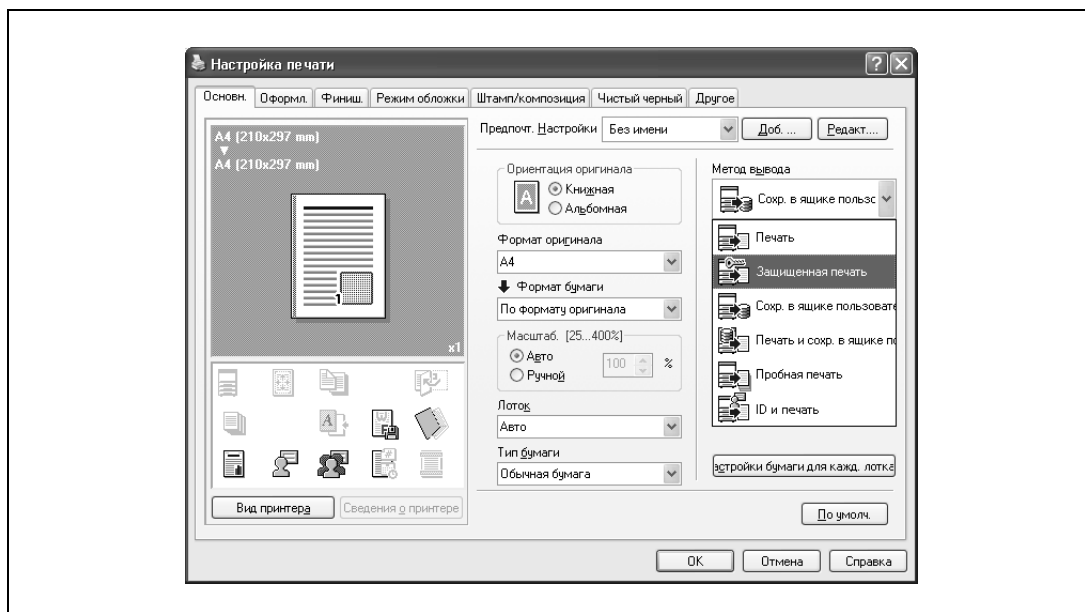 Настройка печати
Основн. Оформл. Финиш. Режим обложки Штамп/композиция Чистый черный Другое
A4 (210x297 mm)
A4 (210x297 mm)
1
x1
Вид принтера Сведения о принтере
Предпочт. Настройки Без имени Доб. ... Редакт....
Ориентация оригинала
A
Книжная
Альбомная
Формат оригинала
A4
Формат бумаги
По формату оригинала
Масштаб. [25...400%]
Авто
Ручной
100 %
Лоток
Авто
Тип бумаги
Обычная бумага
Метод вывода
Сохр. в ящике пользс
Печать
Защищенная печать
Сохр. в ящике пользовате
Печать и сохр. в ящике по
Пробная печать
ID и печать
астройки бумаги для кажд. лотка
По умолч.
OK Отмена Справка